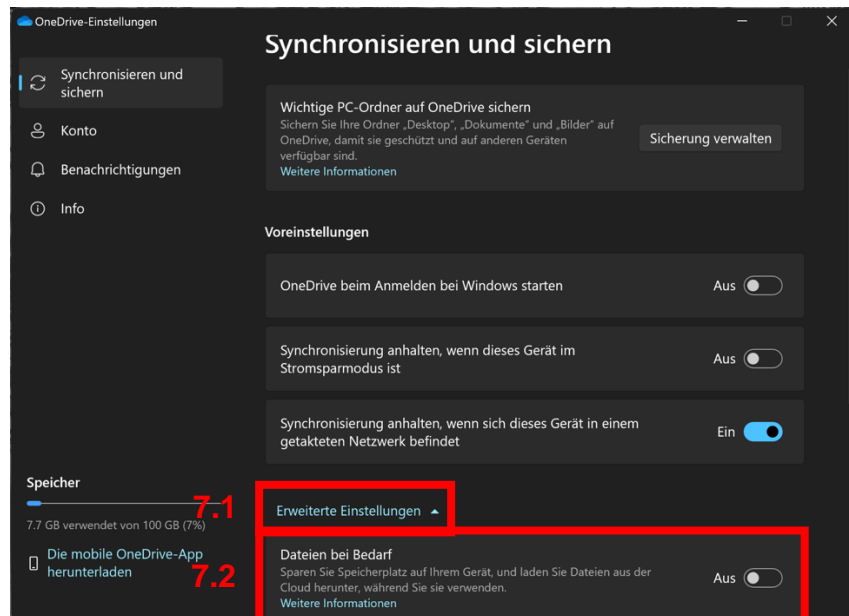 OneDrive-Einstellungen
Synchronisieren und sichern
Synchronisieren und
sichern
Konto
Benachrichtigungen
Info
Wichtige PC-Ordner auf OneDrive sichern
Sichern Sie Ihre Ordner „Desktop", „Dokumente" und „Bilder" auf
OneDrive, damit sie geschützt und auf anderen Geräten
verfügbar sind.
Weitere Informationen
Sicherung verwalten
Voreinstellungen
OneDrive beim Anmelden bei Windows starten
Aus
Synchronisierung anhalten, wenn dieses Gerät im
Stromsparmodus ist
Aus
Synchronisierung anhalten, wenn sich dieses Gerät in einem
getakteten Netzwerk befindet
Ein
Speicher
7.7 GB verwendet von 100 GB (7%)
Die mobile OneDrive-App
herunterladen
7.1
Erweiterte Einstellungen
7.2
Dateien bei Bedarf
Sparen Sie Speicherplatz auf Ihrem Gerät, und laden Sie Dateien aus der
Cloud herunter, während Sie sie verwenden.
Weitere Informationen
Aus